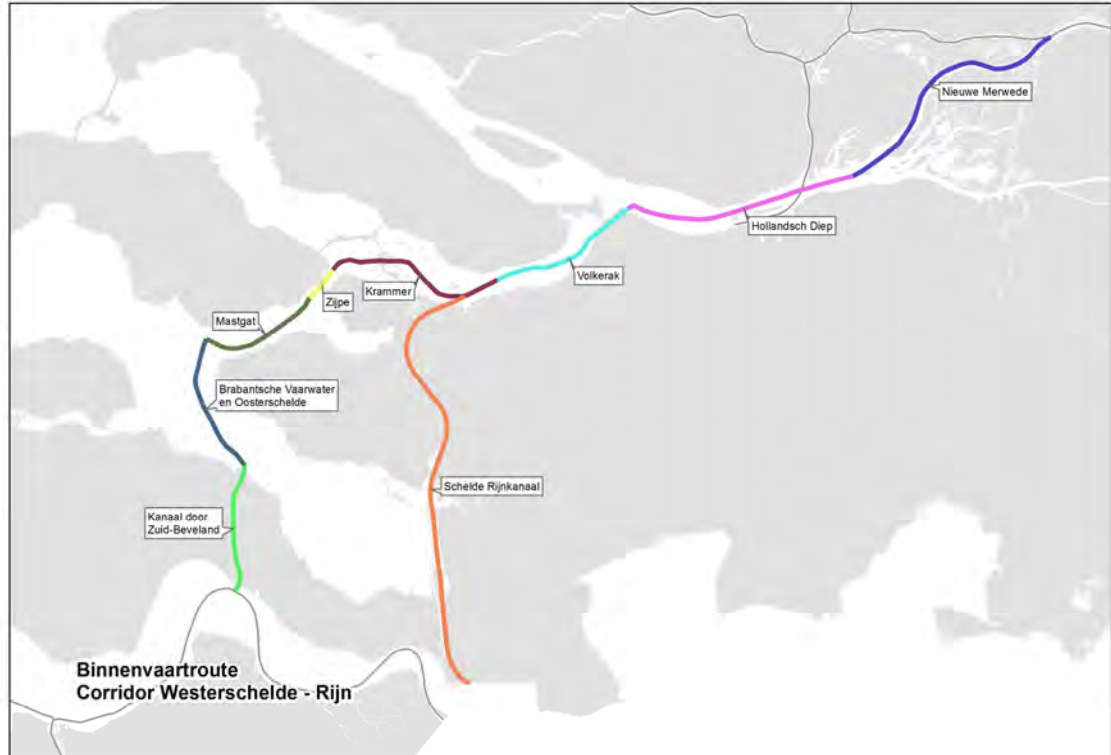 Nieuwe Merwede
Hollandsch Diep
Volkerak
Krammer
Zijpe
Mastgat
Brabantsche Vaarwater
en Oosterschelde
Schelde Rijnkanaal
Kanaal door
Zuid-Beveland
Binnenvaartroute
Corridor Westerschelde - Rijn